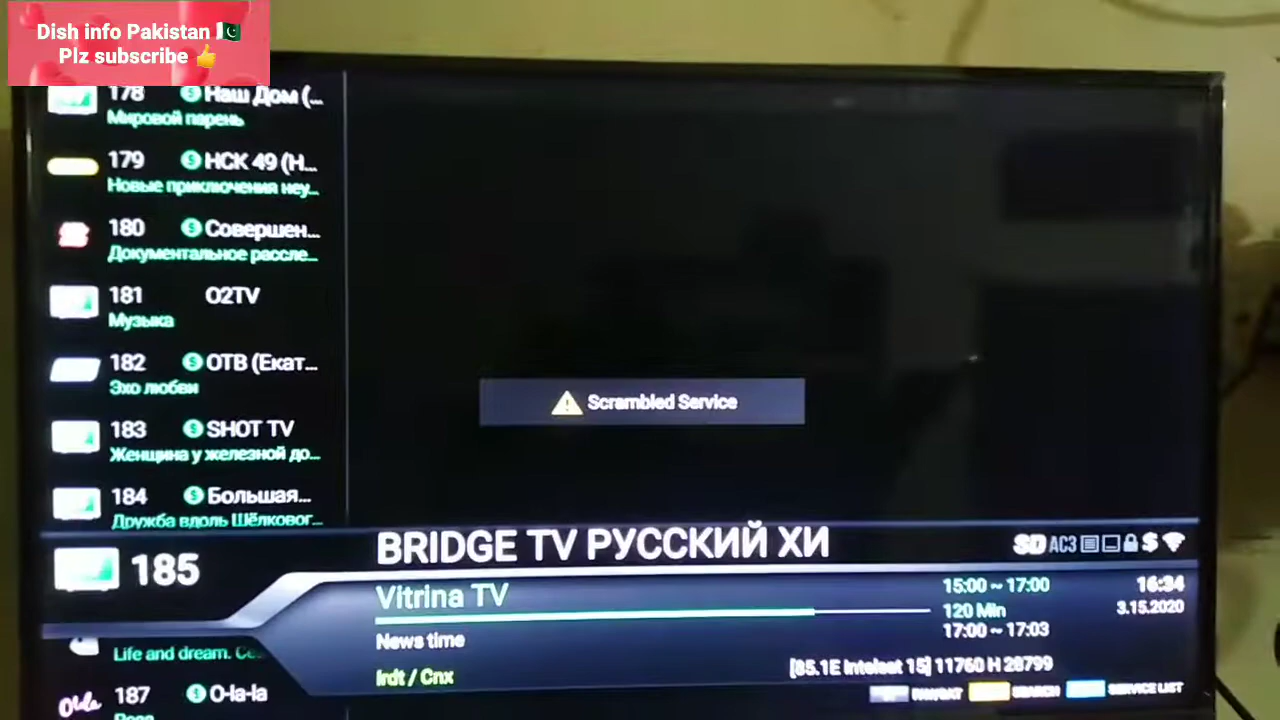 Dish info Pakistan 🇵🇰
Plz subscribe 👍
178 Наш Дом (...
Мировой парень
179 НСК 49 (Н...
Новые приключения неу...
180 Совершен...
Документальное рассле...
181 O2TV
Музыка
182 ОТВ (Екат...
Эхо любви
183 SHOT TV
Женщина у железной до...
184 Большая...
Дружба вдоль Шёлковог...
Scrambled Service
185 BRIDGE TV РУССКИЙ ХИ
SD AC3 $
Vitrina TV 15:00 ~ 17:00 16:34
120 Min 3.15.2020
News time 17:00 ~ 17:03
Irdt / Cnx [85.1E Intelsat 15] 11760 H 28799
SEARCH SERVICE LIST
Life and dream.
187 O-la-la